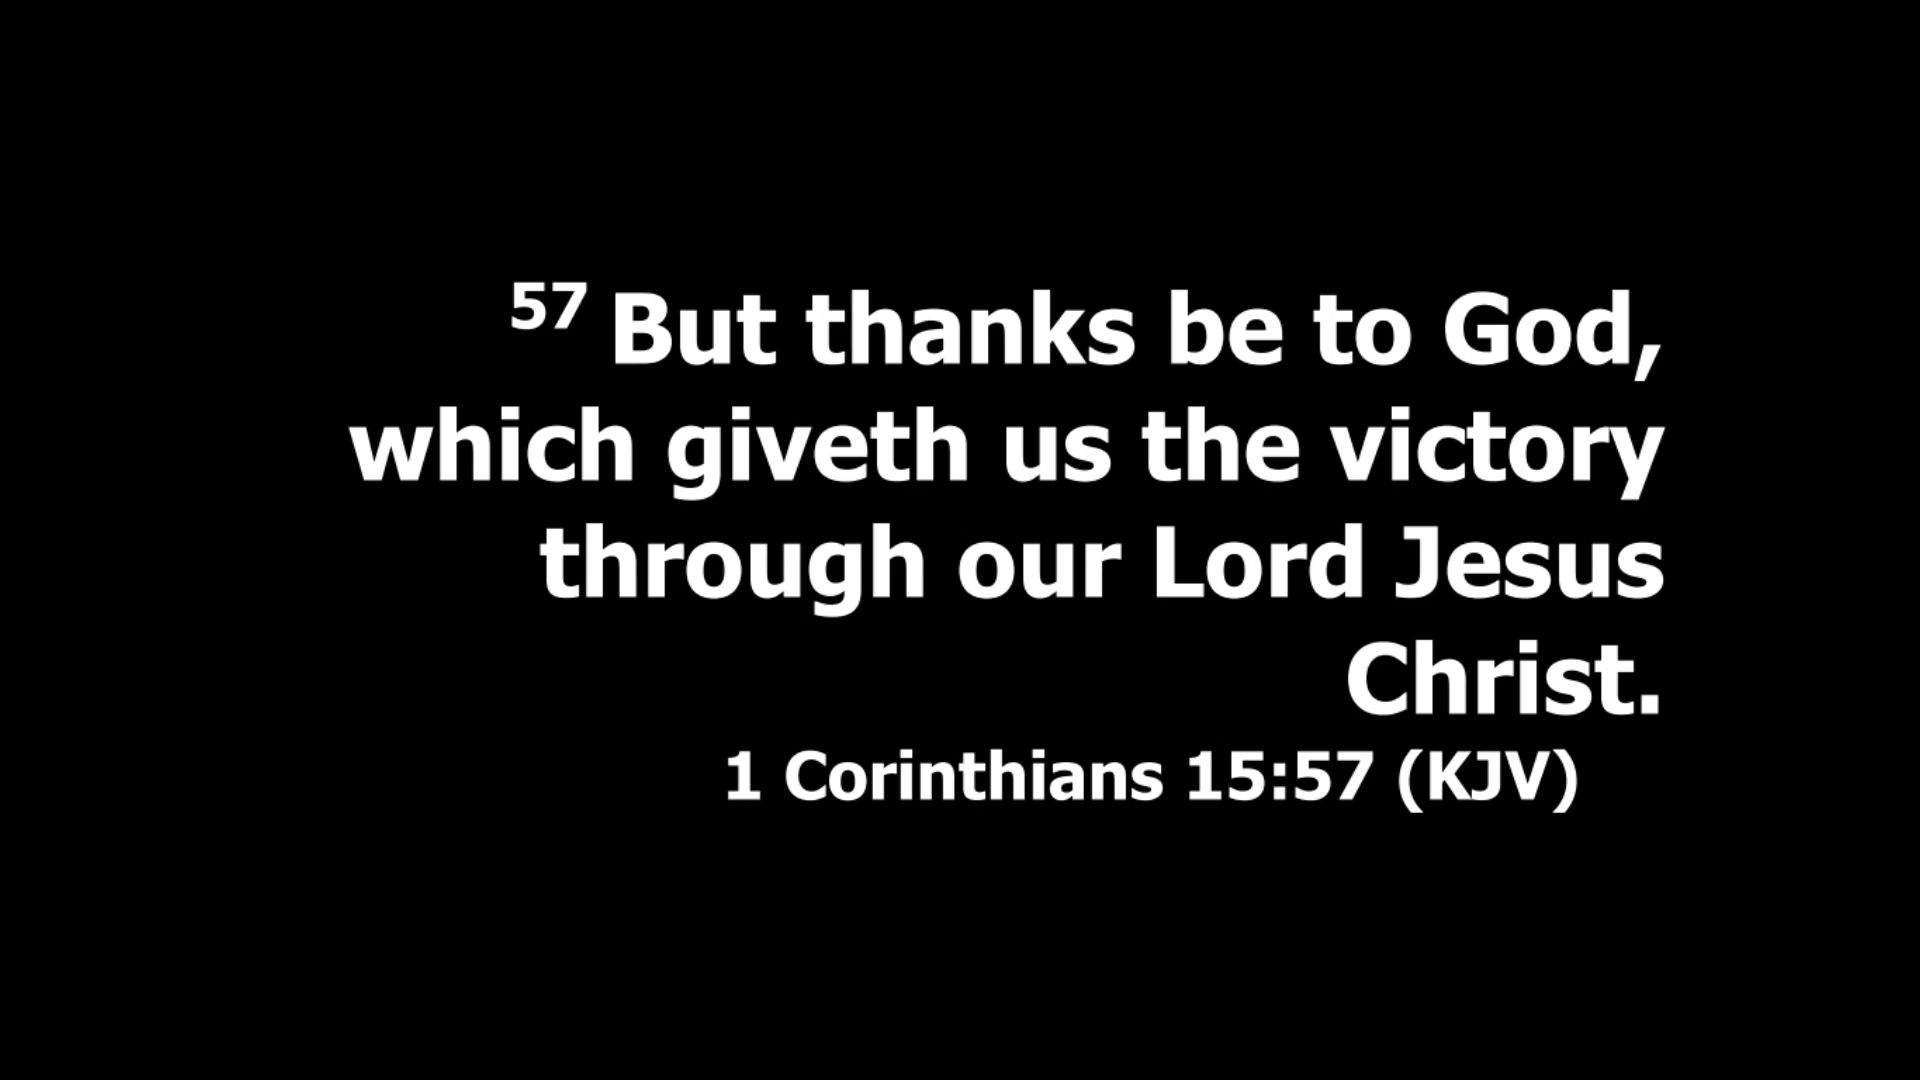 57 But thanks be to God,
which giveth us the victory
through our Lord Jesus
Christ.
1 Corinthians 15:57 (KJV)